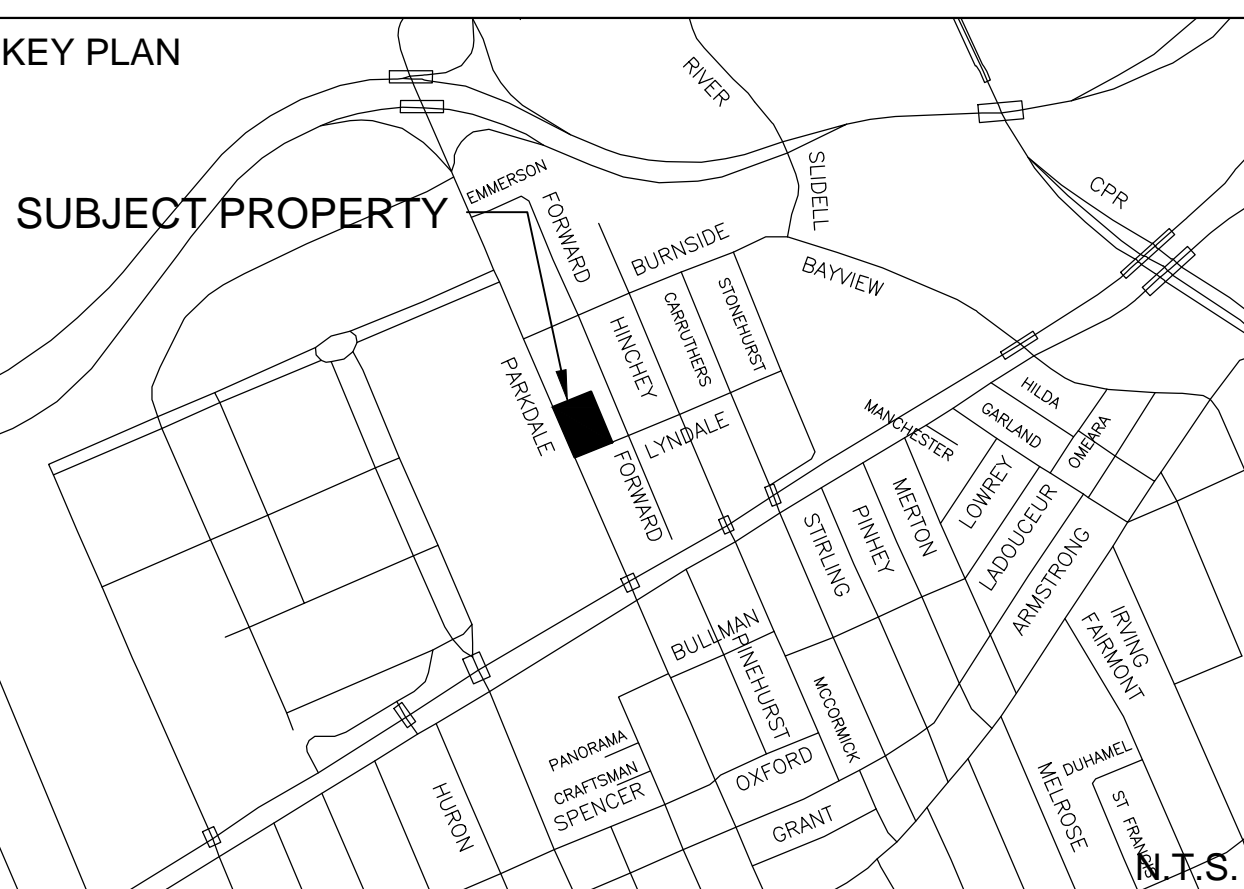 KEY PLAN
RIVER
SLIDELL
CPR
EMMERSON
SUBJECT PROPERTY
FORWARD
BURNSIDE
BAYVIEW
STONEHURST
CARRUTHERS
HINCHEY
PARKDALE
HILDA
MANCHESTER
GARLAND
OMEARA
LYNDALE
FORWARD
LOWREY
MERTON
PINHEY
STIRLING
LADOUCEUR
ARMSTRONG
BULLMAN
PINEHURST
IRVING
FAIRMONT
MCCORMICK
PANORAMA
CRAFTSMAN
SPENCER
OXFORD
DUHAMEL
MELROSE
HURON
GRANT
ST FRANCIS
N.T.S.